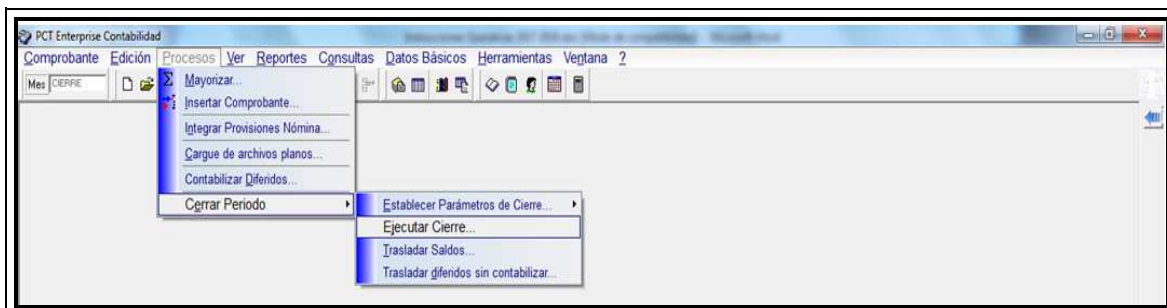 PCT Enterprise Contabilidad
Comprobante Edición Procesos Ver Reportes Consultas Datos Básicos Herramientas Ventana ?
Mes CIERRE
Mayorizar...
Insertar Comprobante...
Integrar Provisiones Nómina...
Cargue de archivos planos...
Contabilizar Diferidos...
Cerrar Periodo
Establecer Parámetros de Cierre...
Ejecutar Cierre...
Trasladar Saldos...
Trasladar diferidos sin contabilizar...